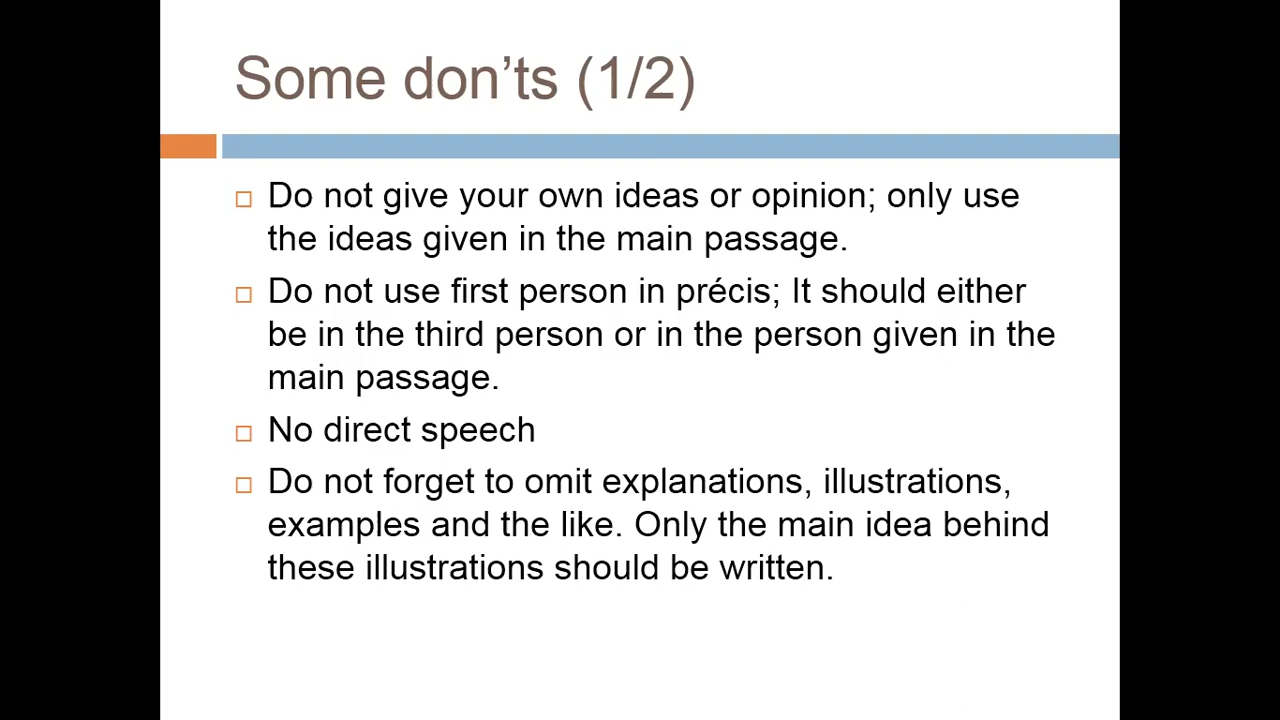 Some don’ts (1/2)
Do not give your own ideas or opinion; only use
the ideas given in the main passage.
Do not use first person in précis; It should either
be in the third person or in the person given in the
main passage.
No direct speech
Do not forget to omit explanations, illustrations,
examples and the like. Only the main idea behind
these illustrations should be written.